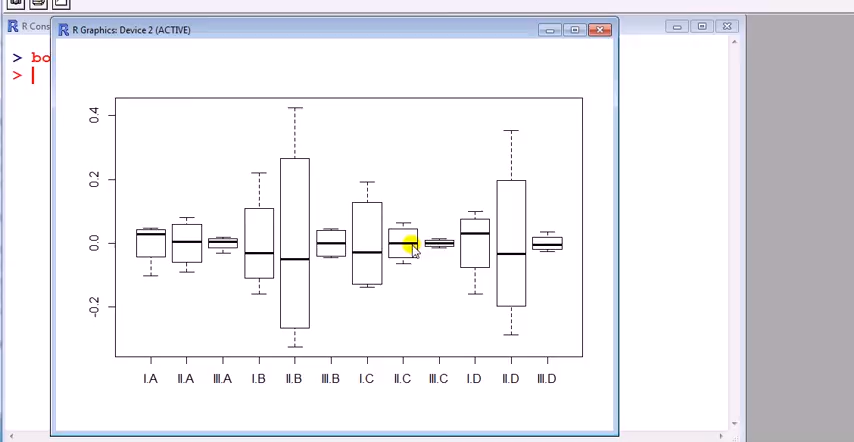 R Cons
R Graphics: Device 2 (ACTIVE)
> bo
>
0.4
0.2
0.0
-0.2
I.A II.A III.A I.B II.B III.B I.C II.C III.C I.D II.D III.D